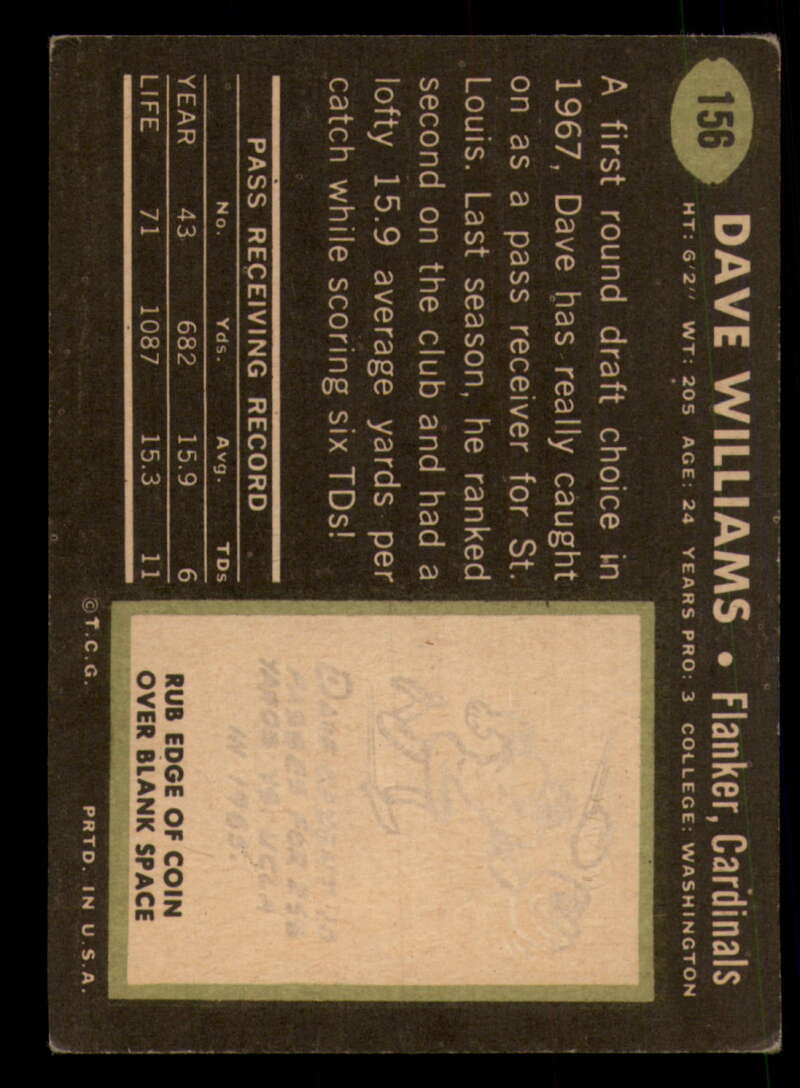 156
DAVE WILLIAMS • Flanker, Cardinals
HT: 6'2" WT: 205 AGE: 24 YEARS PRO: 3 COLLEGE: WASHINGTON
A first round draft choice in
1967, Dave has really caught
on as a pass receiver for St.
Louis. Last season, he ranked
second on the club and had a
lofty 15.9 average yards per
catch while scoring six TDs!
PASS RECEIVING RECORD
No. Yds. Avg. TDs
YEAR 43 682 15.9 6
LIFE 71 1087 15.3 11
RUB EDGE OF COIN
OVER BLANK SPACE
©T.C.G. PRTD. IN U.S.A.